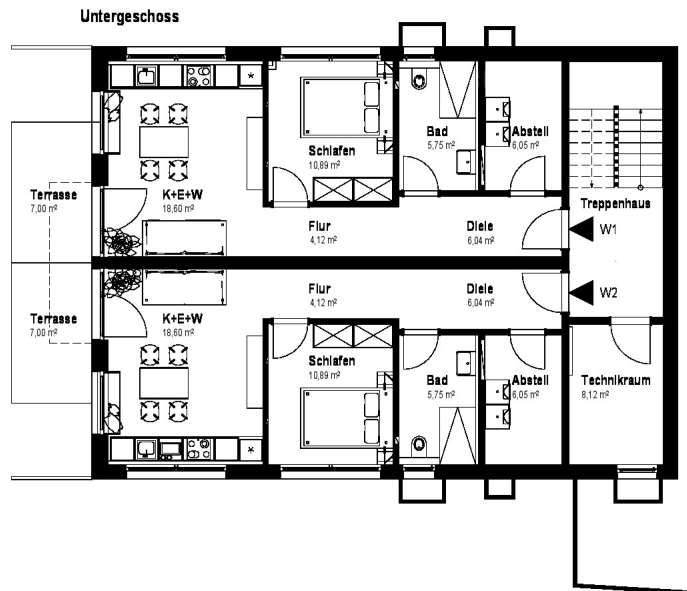 Untergeschoss
Schlafen
10,89 m²
Bad
5,75 m²
Abstell
6,05 m²
Terrasse
7,00 m²
K+E+W
18,60 m²
Treppenhaus
Flur
4,12 m²
Diele
6,04 m²
W1
Flur
4,12 m²
Diele
6,04 m²
W2
Terrasse
7,00 m²
K+E+W
18,60 m²
Schlafen
10,89 m²
Bad
5,75 m²
Abstell
6,05 m²
Technikraum
8,12 m²